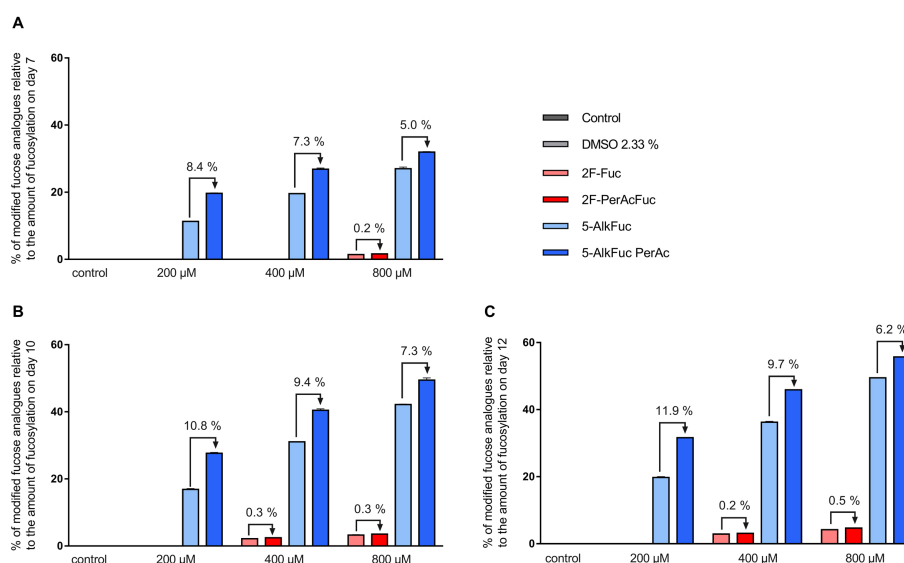 A
% of modified fucose analogues relative
to the amount of fucosylation on day 7
60
40
20
0
8.4 %
7.3 %
0.2 %
5.0 %
control
200 µM
400 µM
800 µM
Control
DMSO 2.33 %
2F-Fuc
2F-PerAcFuc
5-AlkFuc
5-AlkFuc PerAc
B
% of modified fucose analogues relative
to the amount of fucosylation on day 10
60
40
20
0
10.8 %
0.3 %
9.4 %
0.3 %
7.3 %
control
200 µM
400 µM
800 µM
C
% of modified fucose analogues relative
to the amount of fucosylation on day 12
60
40
20
0
11.9 %
0.2 %
9.7 %
0.5 %
6.2 %
control
200 µM
400 µM
800 µM